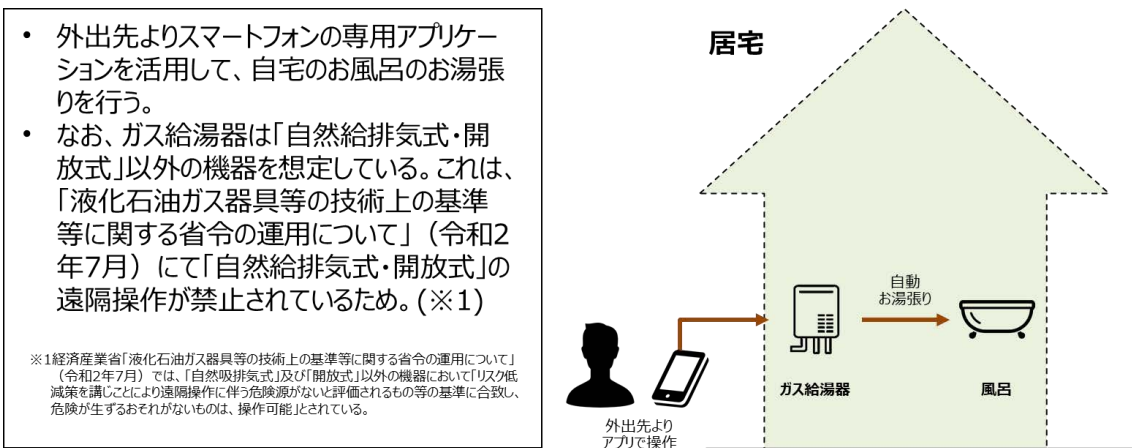 • 外出先よりスマートフォンの専用アプリケー
ションを活用して、自宅のお風呂のお湯張
りを行う。
• なお、ガス給湯器は「自然給排気式・開
放式」以外の機器を想定している。これは、
「液化石油ガス器具等の技術上の基準
等に関する省令の運用について」（令和2
年7月）にて「自然給排気式・開放式」の
遠隔操作が禁止されているため。(※1)
※1経済産業省「液化石油ガス器具等の技術上の基準等に関する省令の運用について」
（令和2年7月）では、「自然吸排気式」及び「開放式」以外の機器において「リスク低
減策を講じことにより遠隔操作に伴う危険源がないと評価されるもの等の基準に合致し、
危険が生ずるおそれがないものは、操作可能」とされている。
居宅
自動
お湯張り
ガス給湯器
風呂
外出先より
アプリで操作